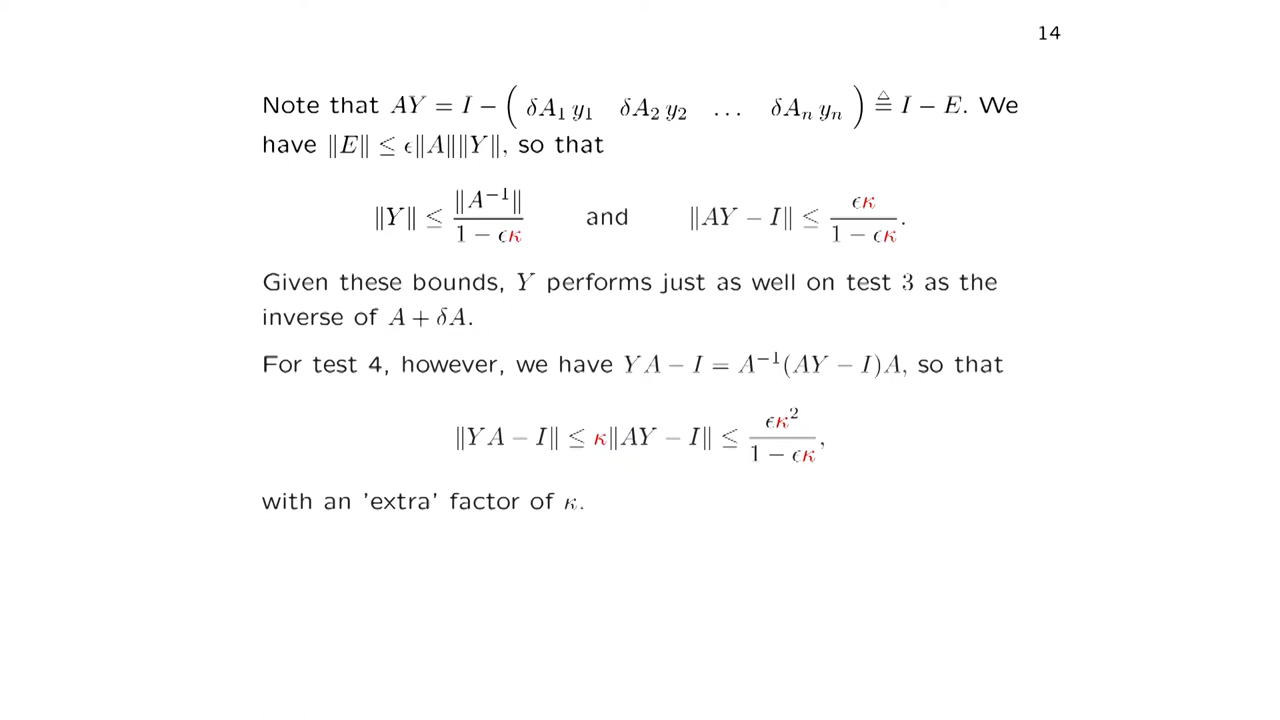 14
Note that AY = I − ( δA₁ y₁ δA₂ y₂ … δAₙ yₙ ) ≜ I − E. We
have ‖E‖ ≤ ϵ‖A‖‖Y‖, so that
‖Y‖ ≤ ‖A⁻¹‖ / (1 − ϵκ) and ‖AY − I‖ ≤ ϵκ / (1 − ϵκ).
Given these bounds, Y performs just as well on test 3 as the
inverse of A + δA.
For test 4, however, we have YA − I = A⁻¹(AY − I)A, so that
‖YA − I‖ ≤ κ‖AY − I‖ ≤ ϵκ² / (1 − ϵκ),
with an 'extra' factor of κ.